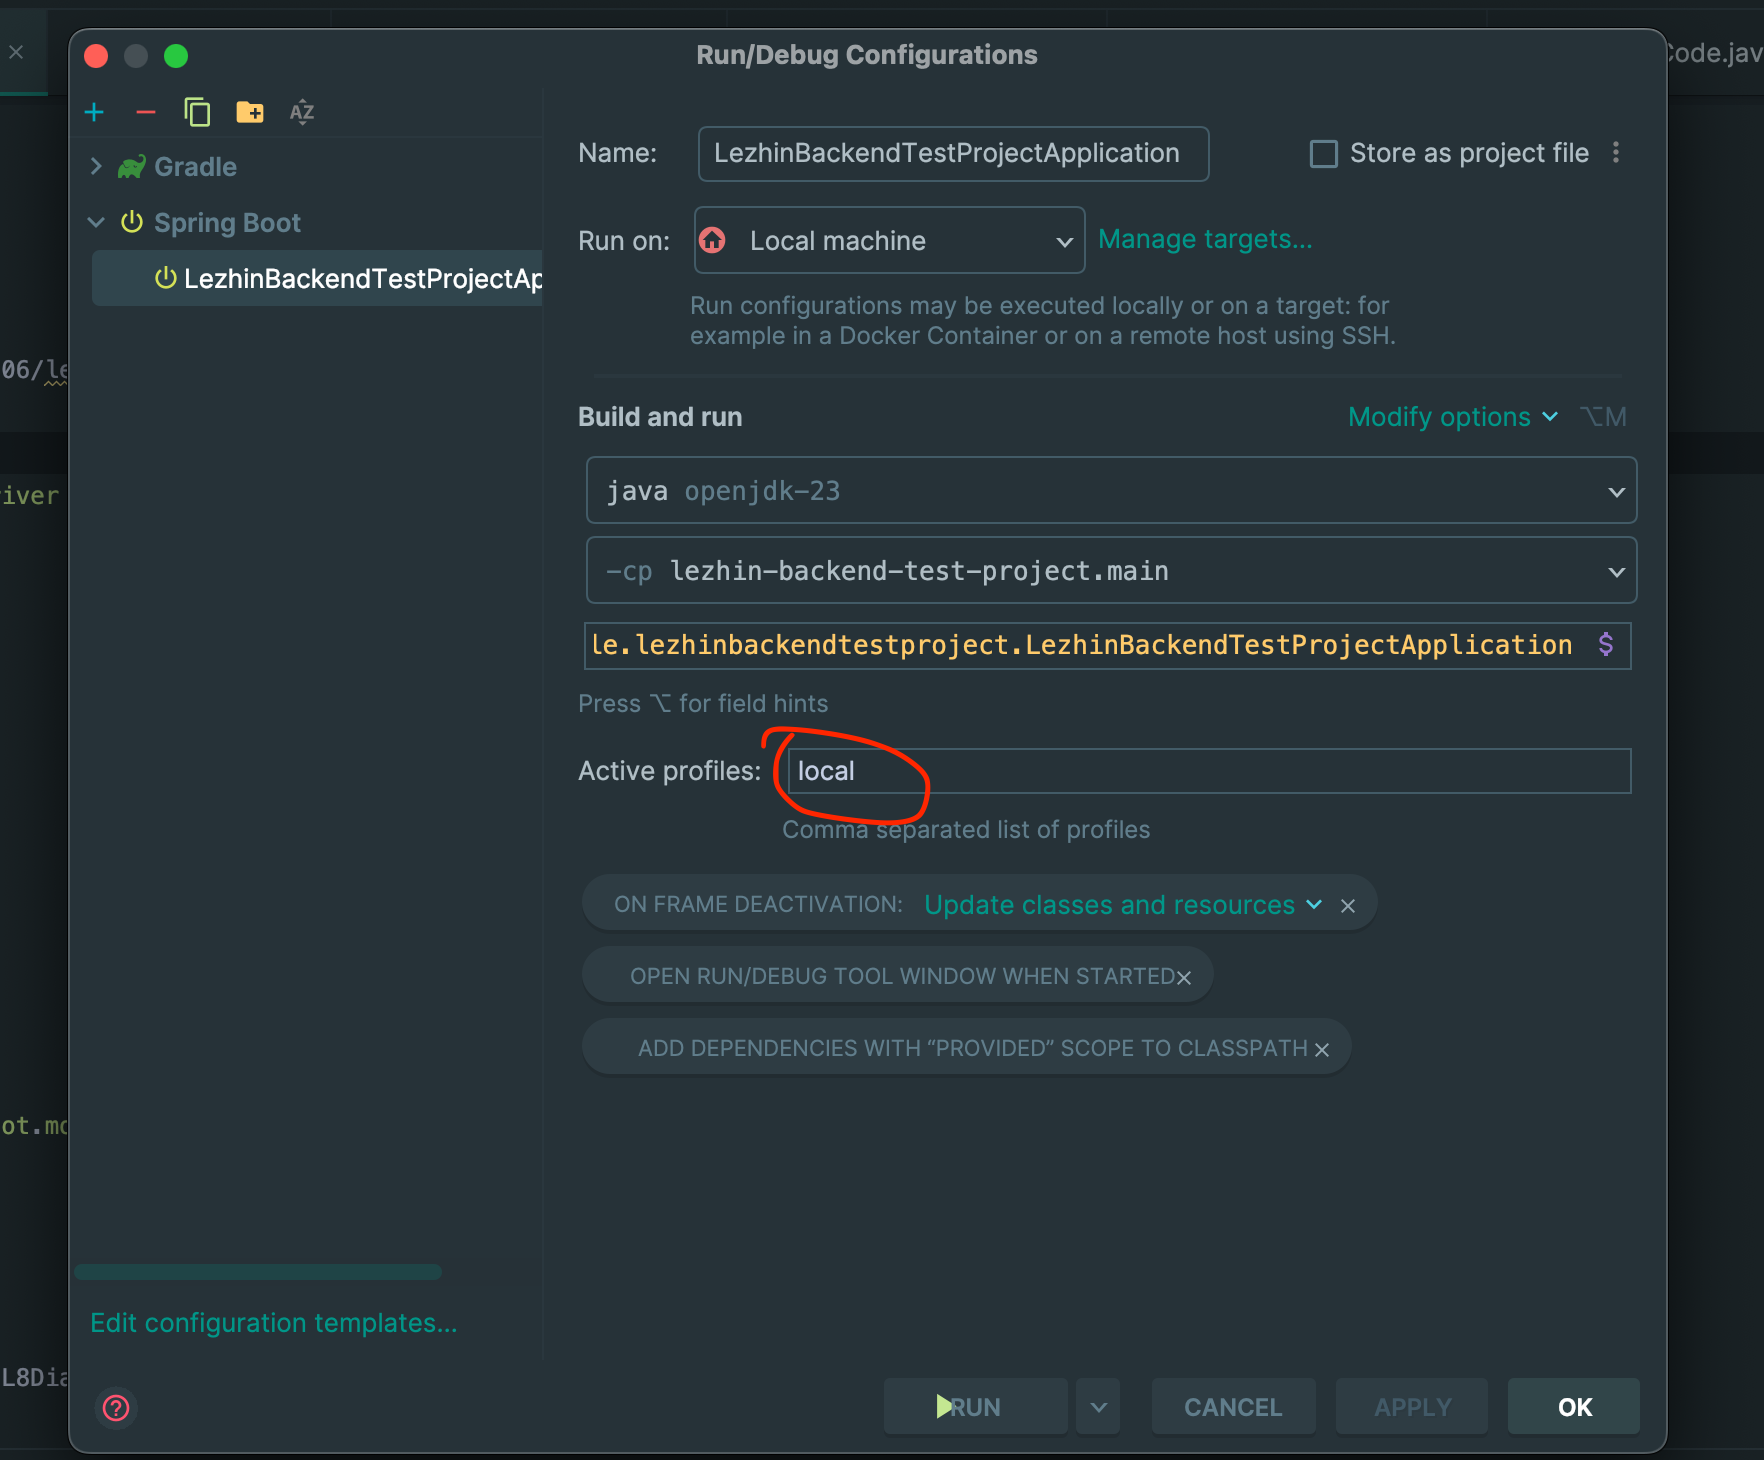 Run/Debug Configurations
Code.jav
AZ
Gradle
Spring Boot
LezhinBackendTestProjectAp
Name: LezhinBackendTestProjectApplication Store as project file
Run on: Local machine Manage targets...
Run configurations may be executed locally or on a target: for
example in a Docker Container or on a remote host using SSH.
06/le
Build and run Modify options ⌥M
java openjdk-23
river
-cp lezhin-backend-test-project.main
le.lezhinbackendtestproject.LezhinBackendTestProjectApplication $
Press ⌥ for field hints
Active profiles: local
Comma separated list of profiles
ON FRAME DEACTIVATION: Update classes and resources
OPEN RUN/DEBUG TOOL WINDOW WHEN STARTED
ADD DEPENDENCIES WITH “PROVIDED” SCOPE TO CLASSPATH
ot.mo
Edit configuration templates...
L8Dia
? RUN CANCEL APPLY OK